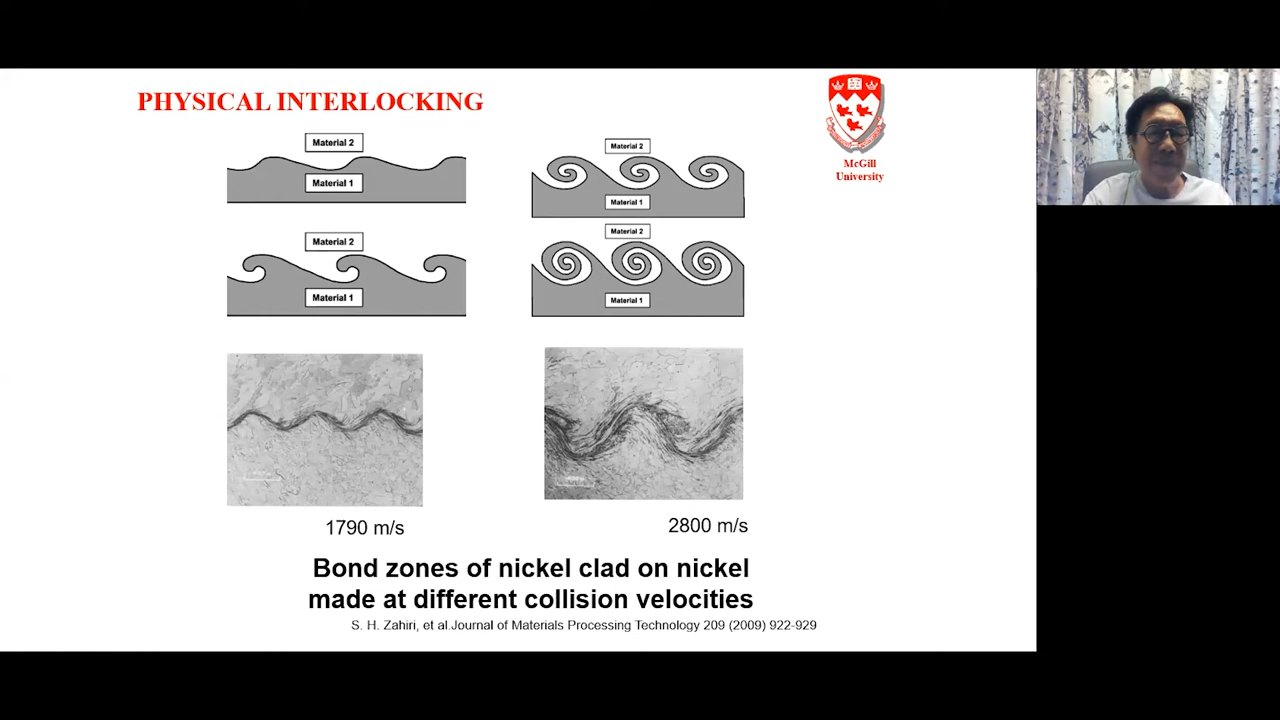 PHYSICAL INTERLOCKING
McGill
University
Material 2
Material 1
Material 2
Material 1
Material 2
Material 1
Material 2
Material 1
1790 m/s
2800 m/s
Bond zones of nickel clad on nickel
made at different collision velocities
S. H. Zahiri, et al.Journal of Materials Processing Technology 209 (2009) 922-929